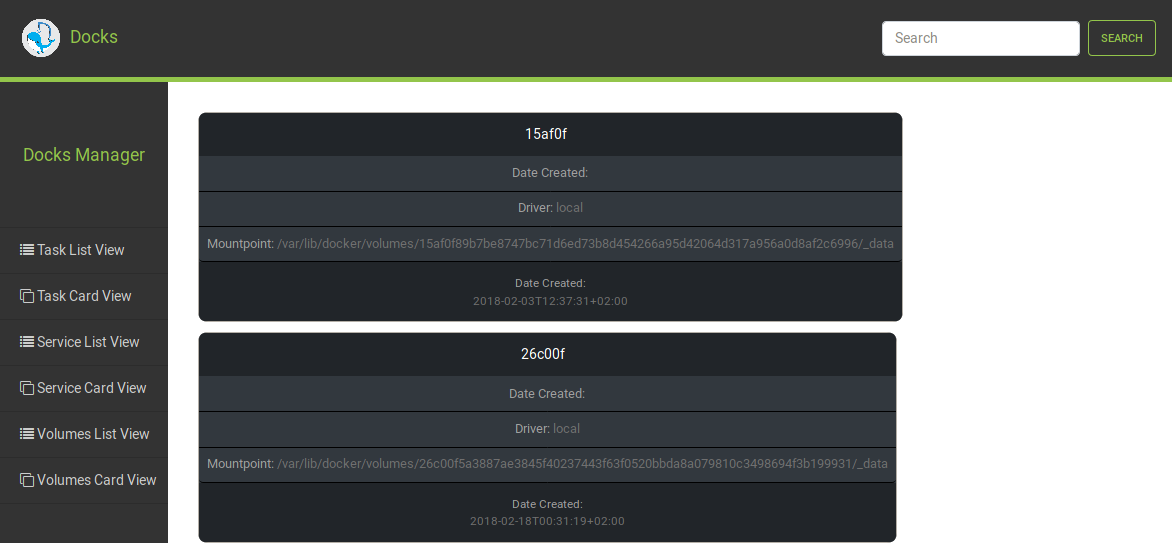 Docks
Search
SEARCH
Docks Manager
Task List View
Task Card View
Service List View
Service Card View
Volumes List View
Volumes Card View
15af0f
Date Created:
Driver: local
Mountpoint: /var/lib/docker/volumes/15af0f89b7be8747bc71d6ed73b8d454266a95d42064d317a956a0d8af2c6996/_data
Date Created:
2018-02-03T12:37:31+02:00
26c00f
Date Created:
Driver: local
Mountpoint: /var/lib/docker/volumes/26c00f5a3887ae3845f40237443f63f0520bbda8a079810c3498694f3b199931/_data
Date Created:
2018-02-18T00:31:19+02:00